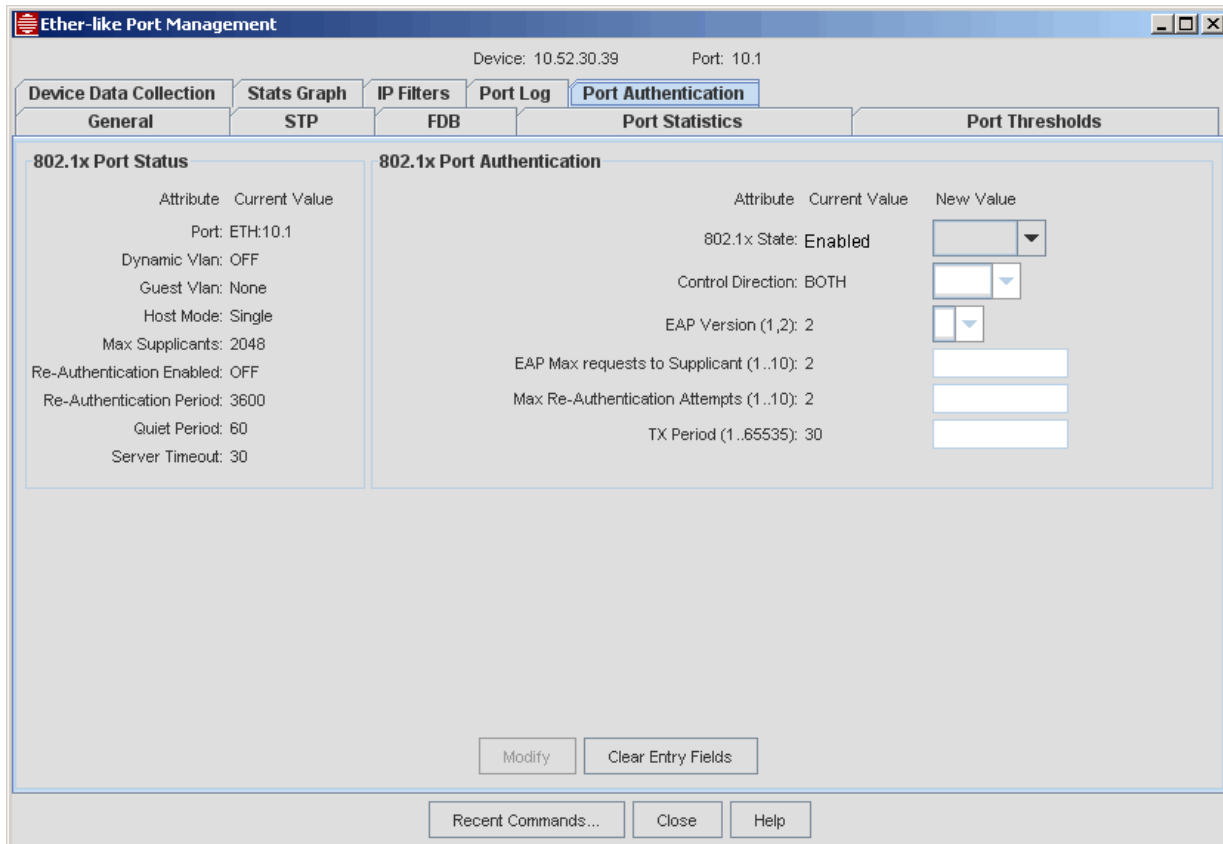 Ether-like Port Management
Device: 10.52.30.39 Port: 10.1
Device Data Collection Stats Graph IP Filters Port Log Port Authentication
General STP FDB Port Statistics Port Thresholds
802.1x Port Status
Attribute Current Value
Port: ETH:10.1
Dynamic Vlan: OFF
Guest Vlan: None
Host Mode: Single
Max Supplicants: 2048
Re-Authentication Enabled: OFF
Re-Authentication Period: 3600
Quiet Period: 60
Server Timeout: 30
802.1x Port Authentication
Attribute Current Value New Value
802.1x State: Enabled
Control Direction: BOTH
EAP Version (1,2): 2
EAP Max requests to Supplicant (1..10): 2
Max Re-Authentication Attempts (1..10): 2
TX Period (1..65535): 30
Modify Clear Entry Fields
Recent Commands... Close Help